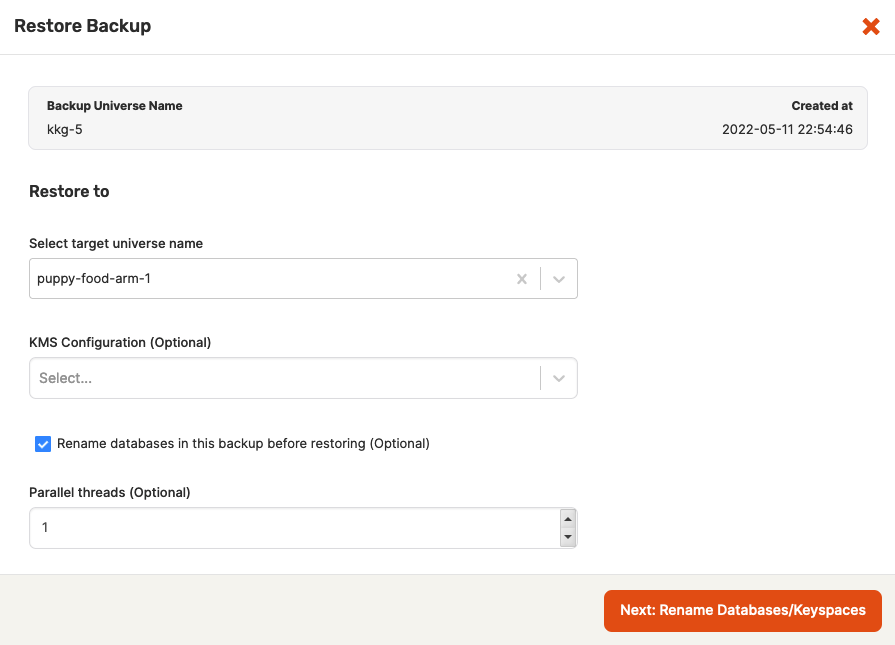 Restore Backup
Backup Universe Name
Created at
kkg-5
2022-05-11 22:54:46
Restore to
Select target universe name
puppy-food-arm-1
KMS Configuration (Optional)
Select...
Rename databases in this backup before restoring (Optional)
Parallel threads (Optional)
1
Next: Rename Databases/Keyspaces